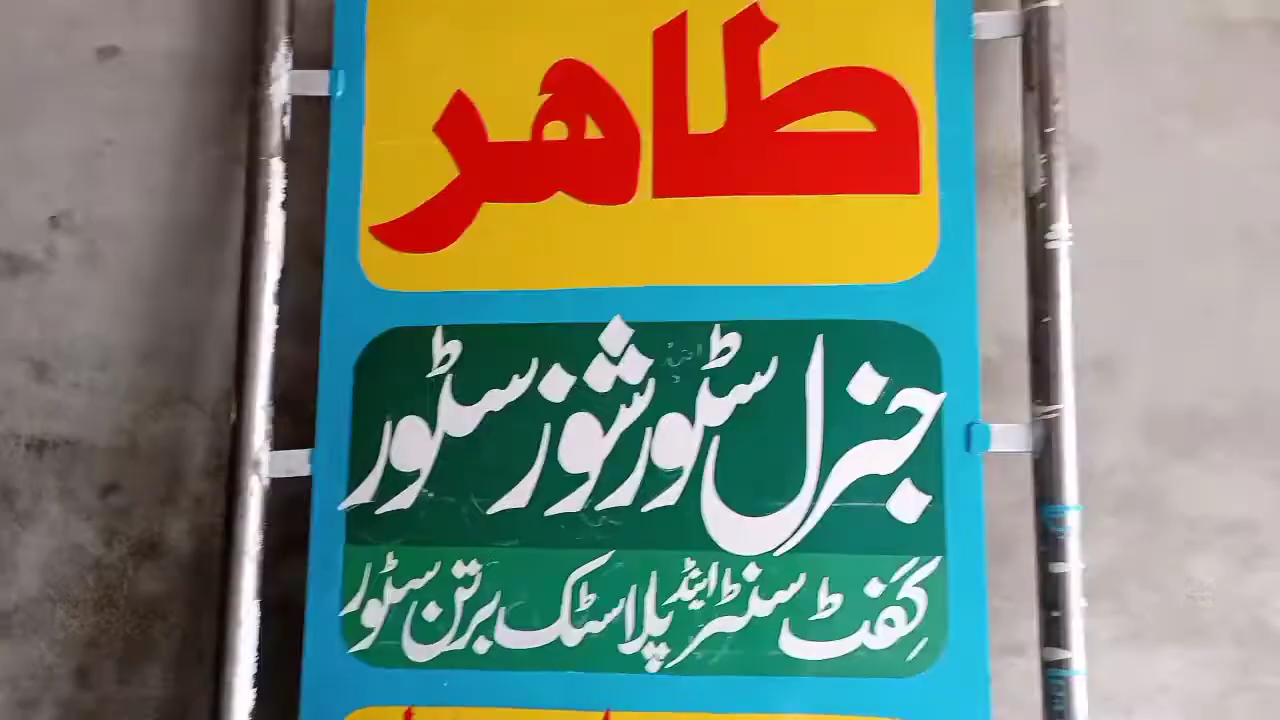 طاہر
جنرل سٹور شوز سٹور
گفٹ سنٹر اینڈ پلاسٹک برتن سٹور